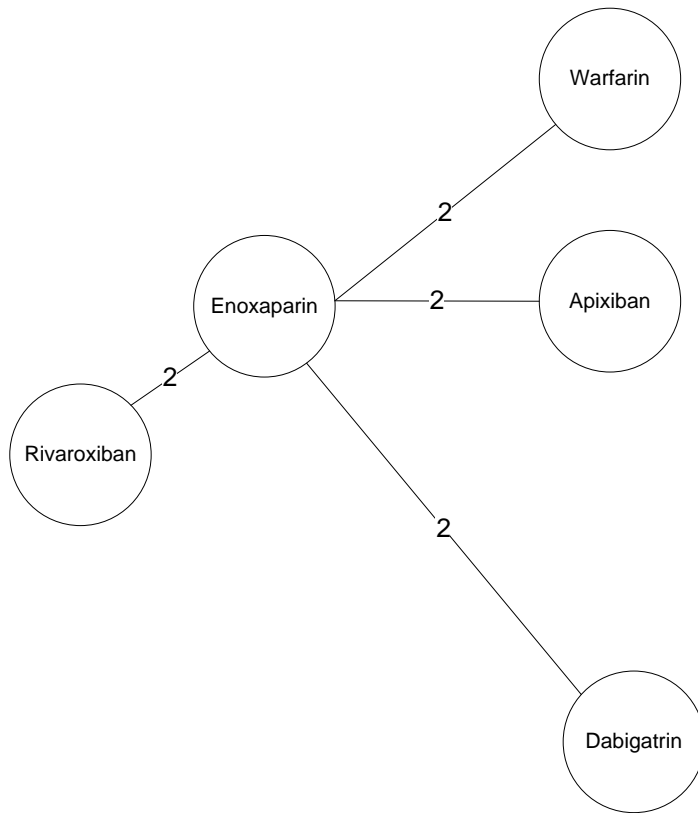 Warfarin
2
Enoxaparin
2
Apixiban
2
Rivaroxiban
2
Dabigatrin